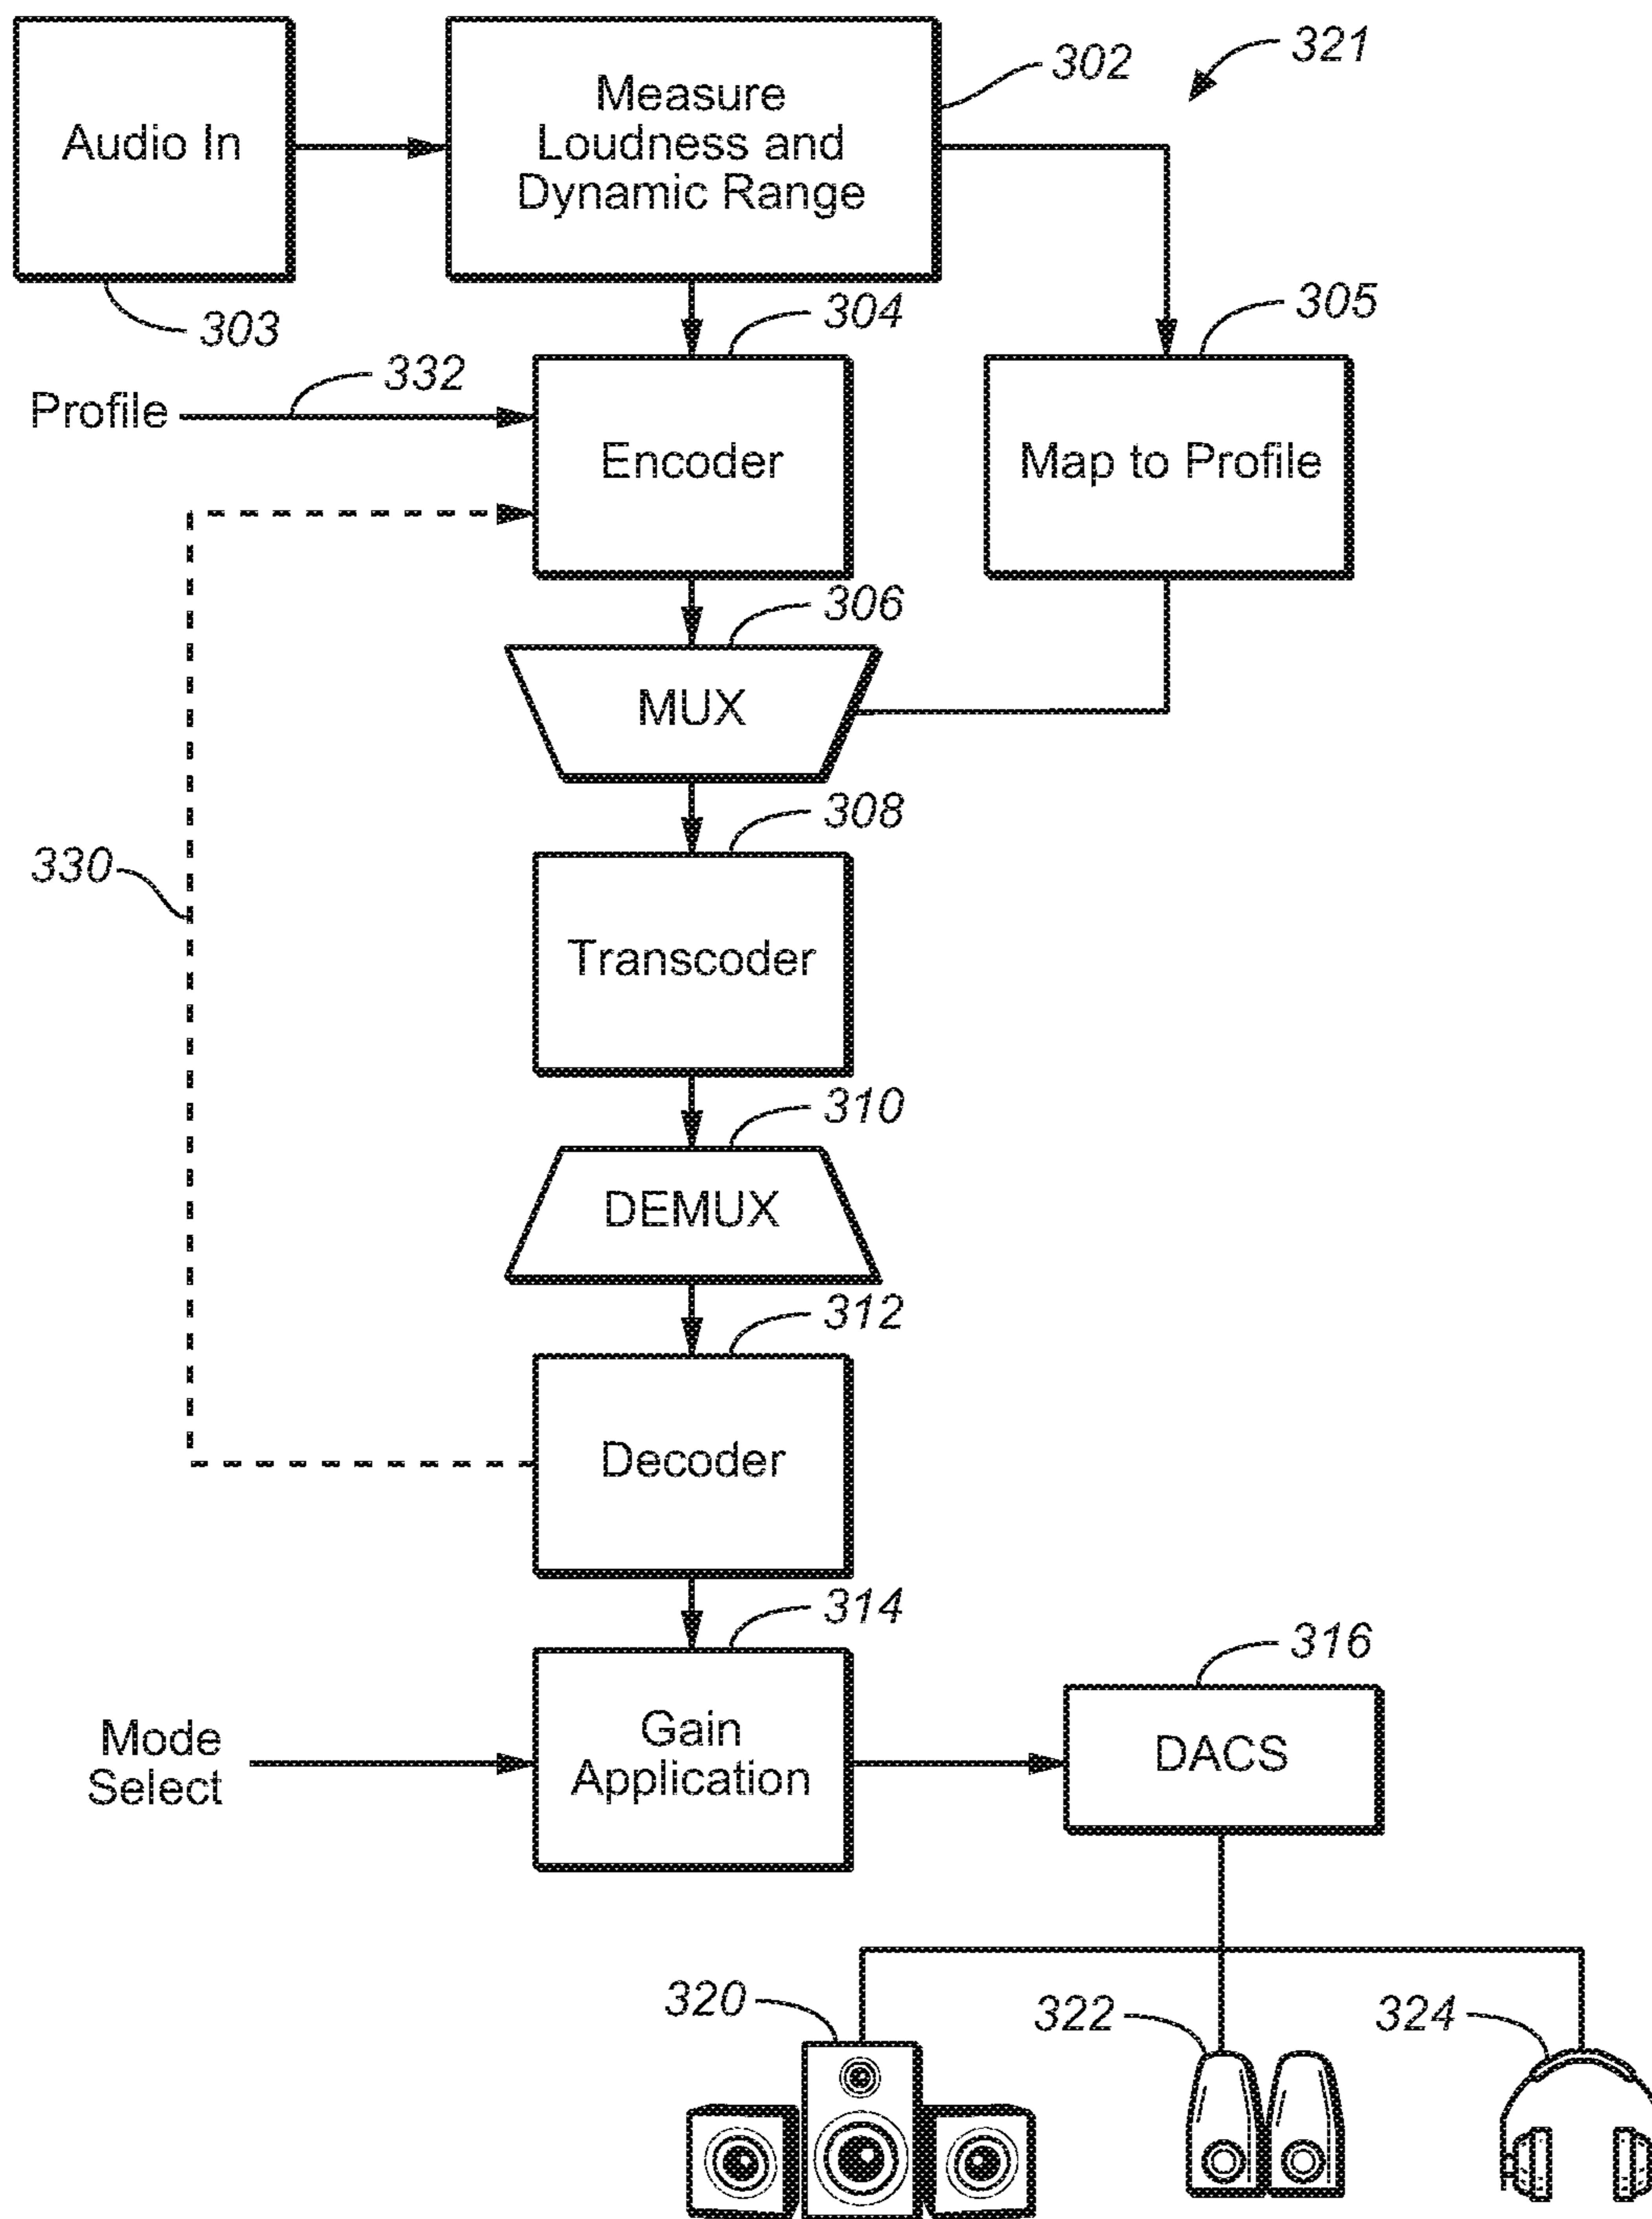 321
302
Audio In
Measure
Loudness and
Dynamic Range
303
304
305
332
Profile
Encoder
Map to Profile
306
MUX
308
330
Transcoder
310
DEMUX
312
Decoder
314
316
Mode
Select
Gain
Application
DACS
320
322
324